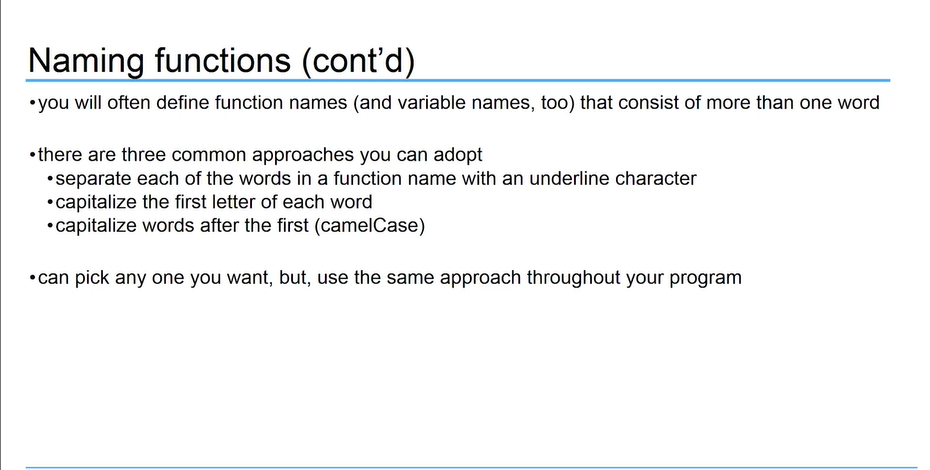 Naming functions (cont’d)
•you will often define function names (and variable names, too) that consist of more than one word
•there are three common approaches you can adopt
•separate each of the words in a function name with an underline character
•capitalize the first letter of each word
•capitalize words after the first (camelCase)
•can pick any one you want, but, use the same approach throughout your program